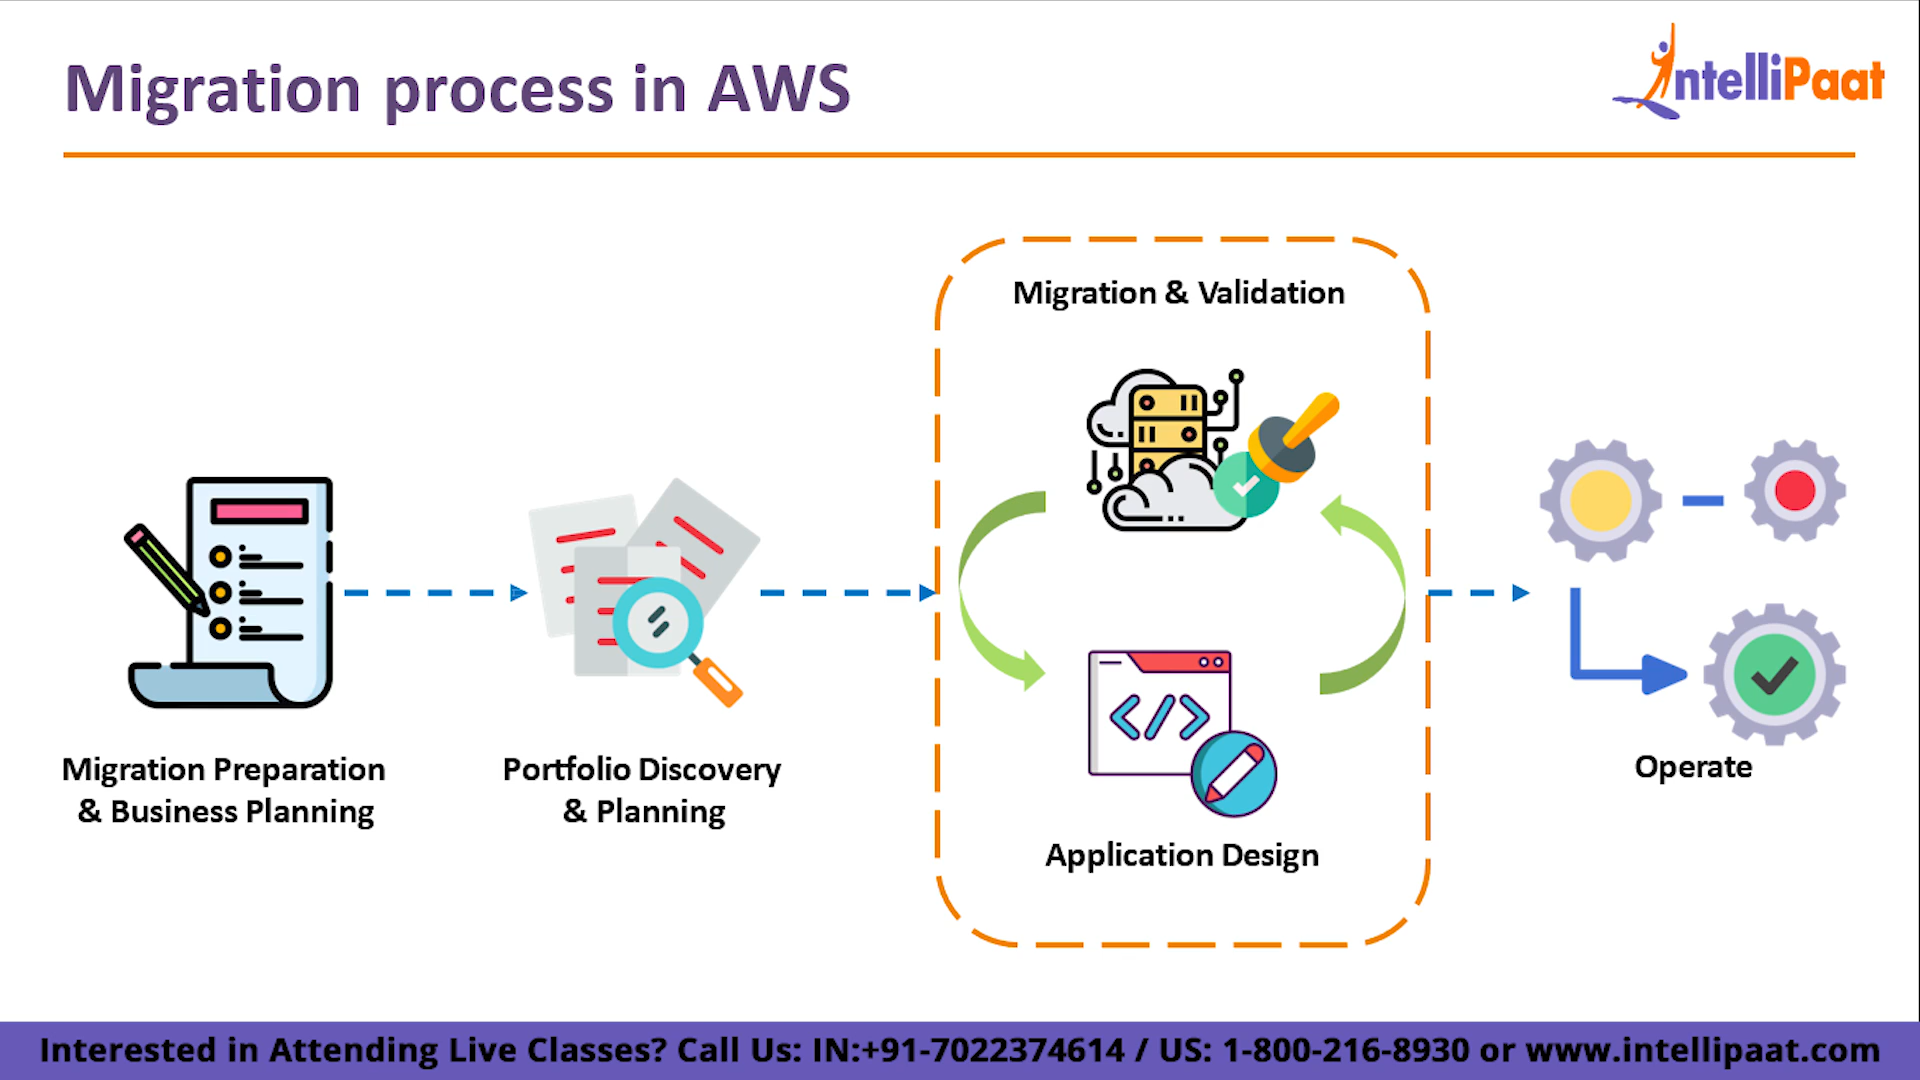 Migration process in AWS
IntelliPaat
Migration & Validation
Migration Preparation
& Business Planning
Portfolio Discovery
& Planning
Application Design
Operate
Interested in Attending Live Classes? Call Us: IN:+91-7022374614 / US: 1-800-216-8930 or www.intellipaat.com